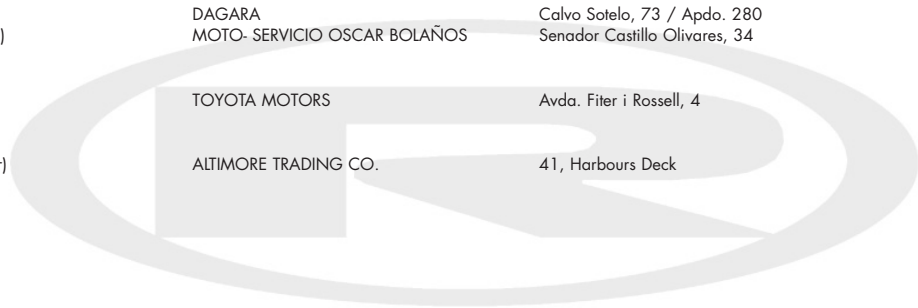 DAGARA Calvo Sotelo, 73 / Apdo. 280
) MOTO- SERVICIO OSCAR BOLAÑOS Senador Castillo Olivares, 34
TOYOTA MOTORS Avda. Fiter i Rossell, 4
) ALTIMORE TRADING CO. 41, Harbours Deck